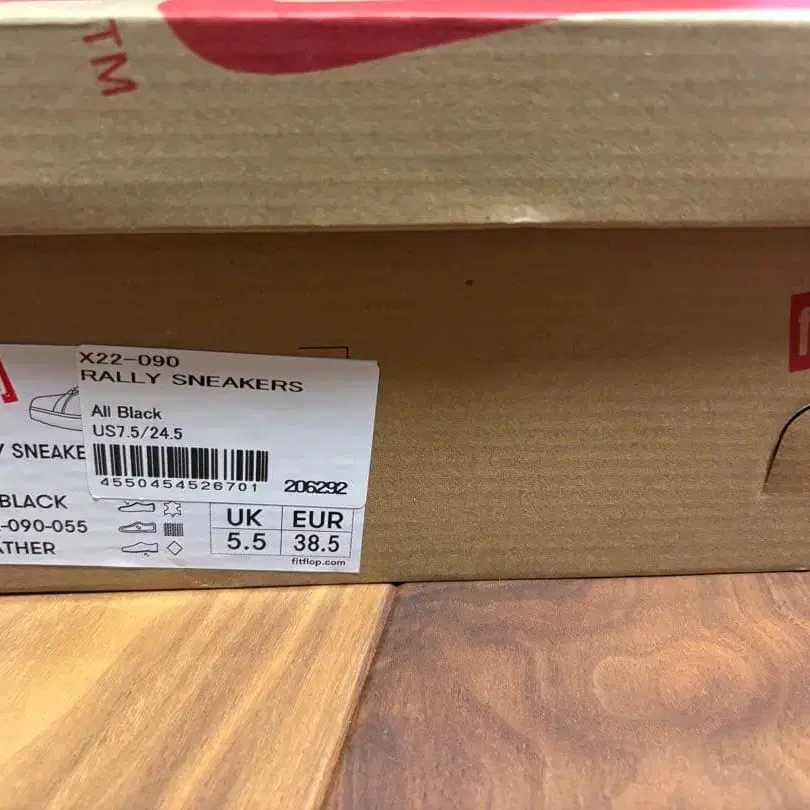 TM
X22-090
RALLY SNEAKERS
All Black
US7.5/24.5
4550454526701
206292
SNEAKE
BLACK
-090-055
UK EUR
5.5 38.5
fitflop.com